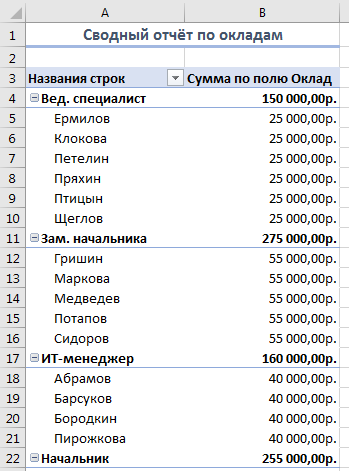 A B
1 Сводный отчёт по окладам
2
3 Названия строк Сумма по полю Оклад
4 Вед. специалист 150 000,00р.
5 Ермилов 25 000,00р.
6 Клокова 25 000,00р.
7 Петелин 25 000,00р.
8 Пряхин 25 000,00р.
9 Птицын 25 000,00р.
10 Щеглов 25 000,00р.
11 Зам. начальника 275 000,00р.
12 Гришин 55 000,00р.
13 Маркова 55 000,00р.
14 Медведев 55 000,00р.
15 Потапов 55 000,00р.
16 Сидоров 55 000,00р.
17 ИТ-менеджер 160 000,00р.
18 Абрамов 40 000,00р.
19 Барсуков 40 000,00р.
20 Бородкин 40 000,00р.
21 Пирожкова 40 000,00р.
22 Начальник 255 000,00р.